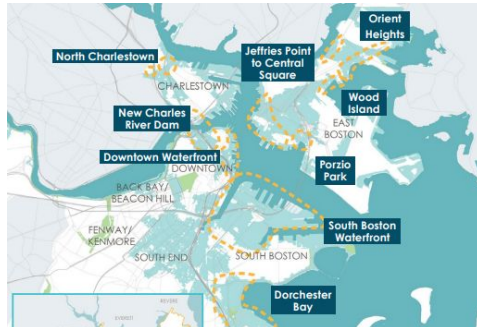 Orient
Heights
North Charlestown
Jeffries Point
to Central
Square
CHARLESTOWN
Wood
Island
New Charles
River Dam
EAST
BOSTON
Downtown Waterfront
DOWNTOWN
Porzio
Park
BACK BAY/
BEACON HILL
FENWAY/
KENMORE
South Boston
Waterfront
SOUTH END
SOUTH BOSTON
Dorchester
Bay
REVERE
EVERETT